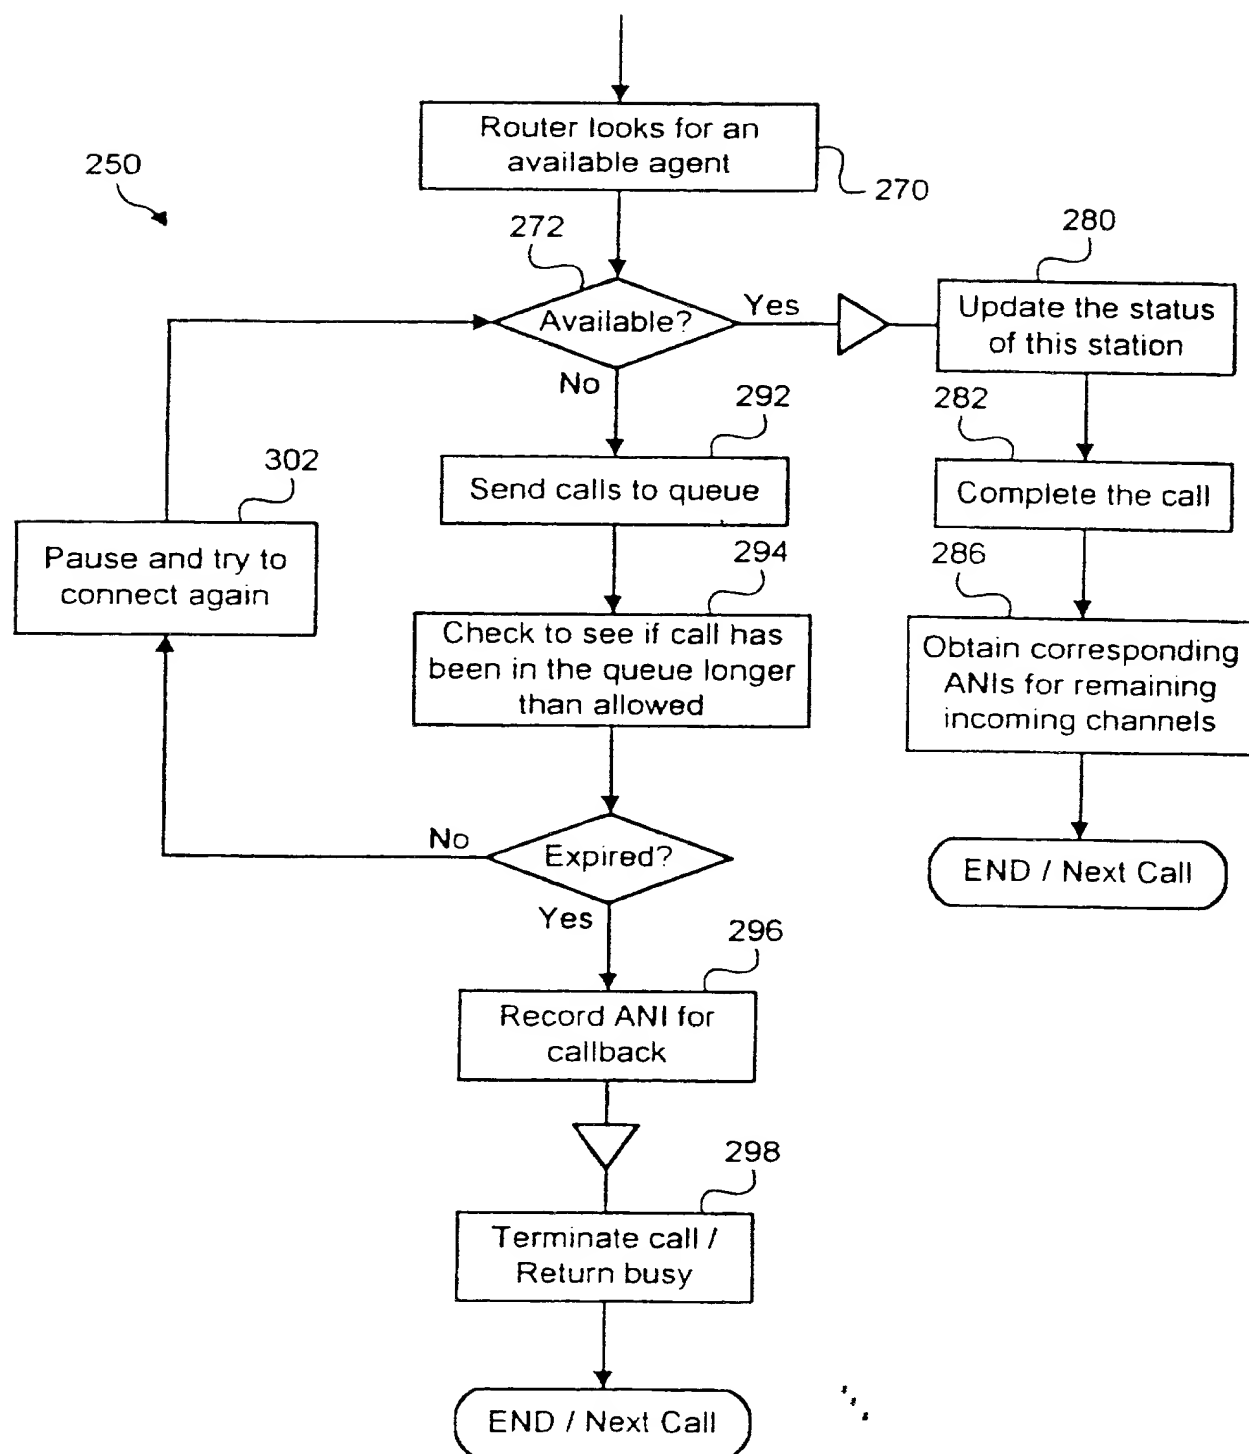 Router looks for an
available agent
250
270
272
280
Available?
Yes
Update the status
of this station
No
292
282
302
Send calls to queue
Complete the call
Pause and try to
connect again
294
286
Check to see if call has
been in the queue longer
than allowed
Obtain corresponding
ANIs for remaining
incoming channels
No
Expired?
END / Next Call
Yes
296
Record ANI for
callback
298
Terminate call /
Return busy
END / Next Call